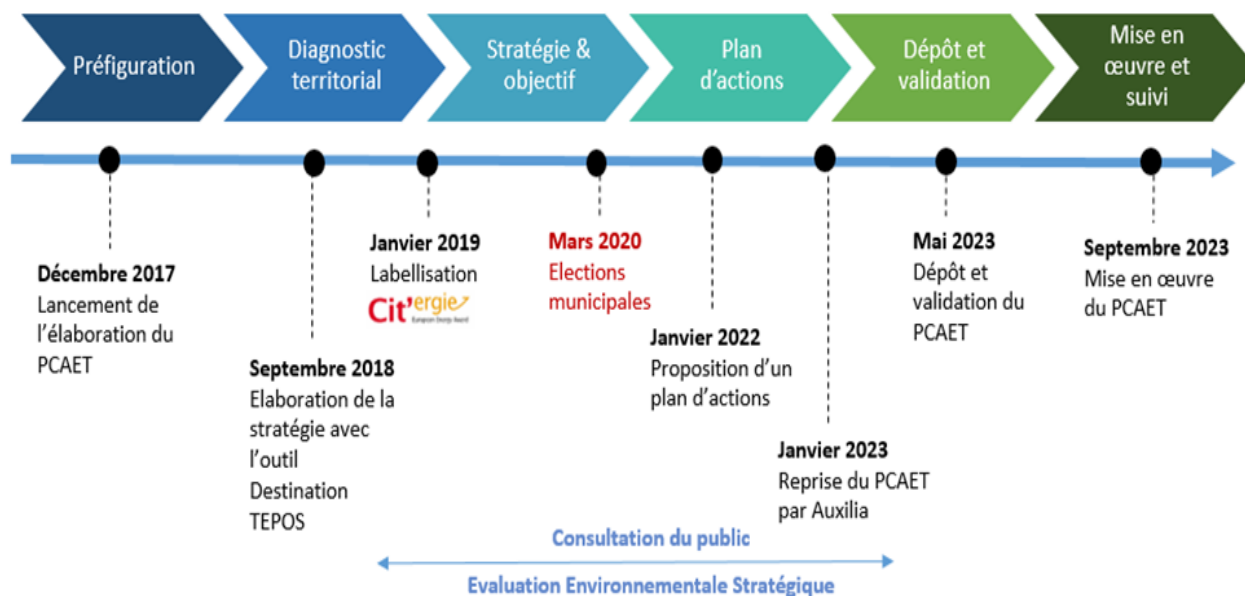 Préfiguration
Diagnostic
territorial
Stratégie &
objectif
Plan
d'actions
Dépôt et
validation
Mise en
œuvre et
suivi
Décembre 2017
Lancement de
l'élaboration du
PCAET
Septembre 2018
Elaboration de la
stratégie avec
l'outil
Destination
TEPOS
Janvier 2019
Labellisation
Cit'ergie
European Energy Award
Mars 2020
Elections
municipales
Janvier 2022
Proposition d'un
plan d'actions
Janvier 2023
Reprise du PCAET
par Auxilia
Mai 2023
Dépôt et
validation du
PCAET
Septembre 2023
Mise en œuvre
du PCAET
Consultation du public
Evaluation Environnementale Stratégique